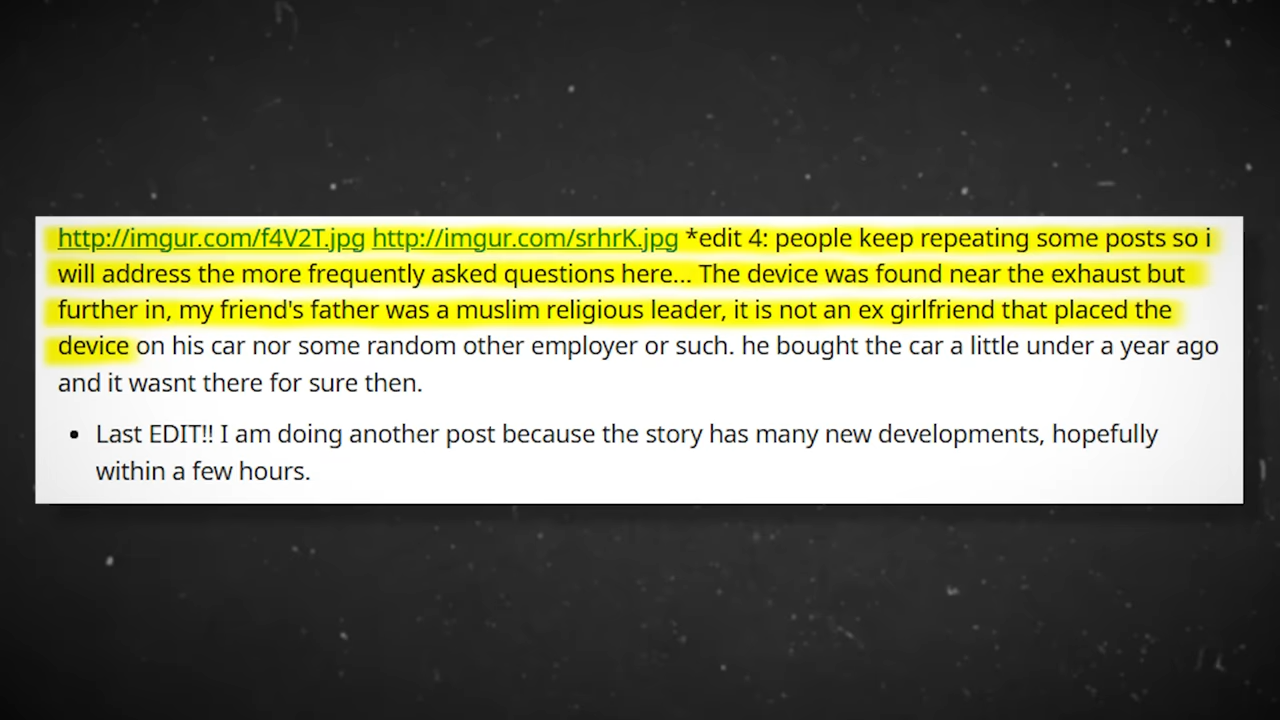 http://imgur.com/f4V2T.jpg http://imgur.com/srhrK.jpg *edit 4: people keep repeating some posts so i
will address the more frequently asked questions here... The device was found near the exhaust but
further in, my friend's father was a muslim religious leader, it is not an ex girlfriend that placed the
device on his car nor some random other employer or such. he bought the car a little under a year ago
and it wasnt there for sure then.
• Last EDIT!! I am doing another post because the story has many new developments, hopefully
within a few hours.